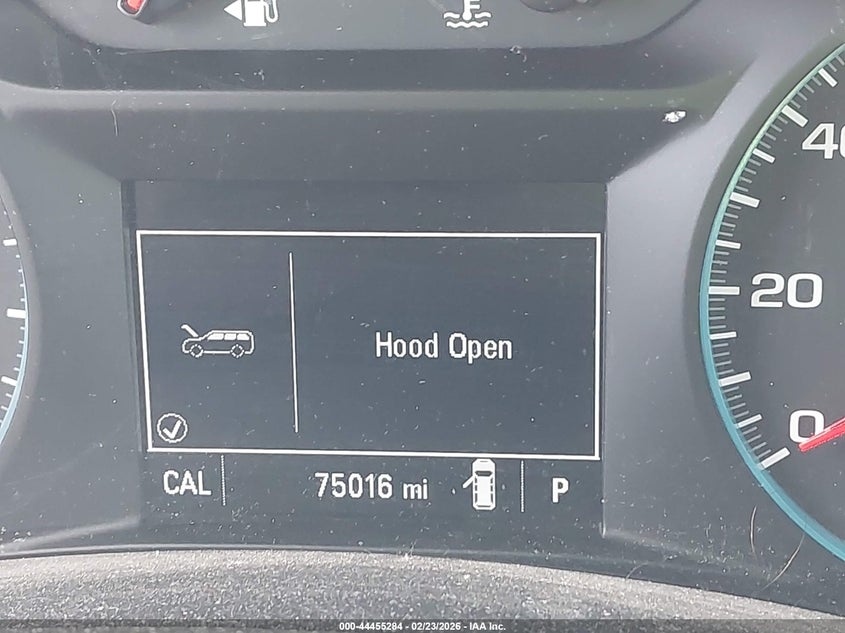 40
Hood Open
20
0
CAL 75016 mi P
000-44455284 - 02/23/2026 - IAA Inc.